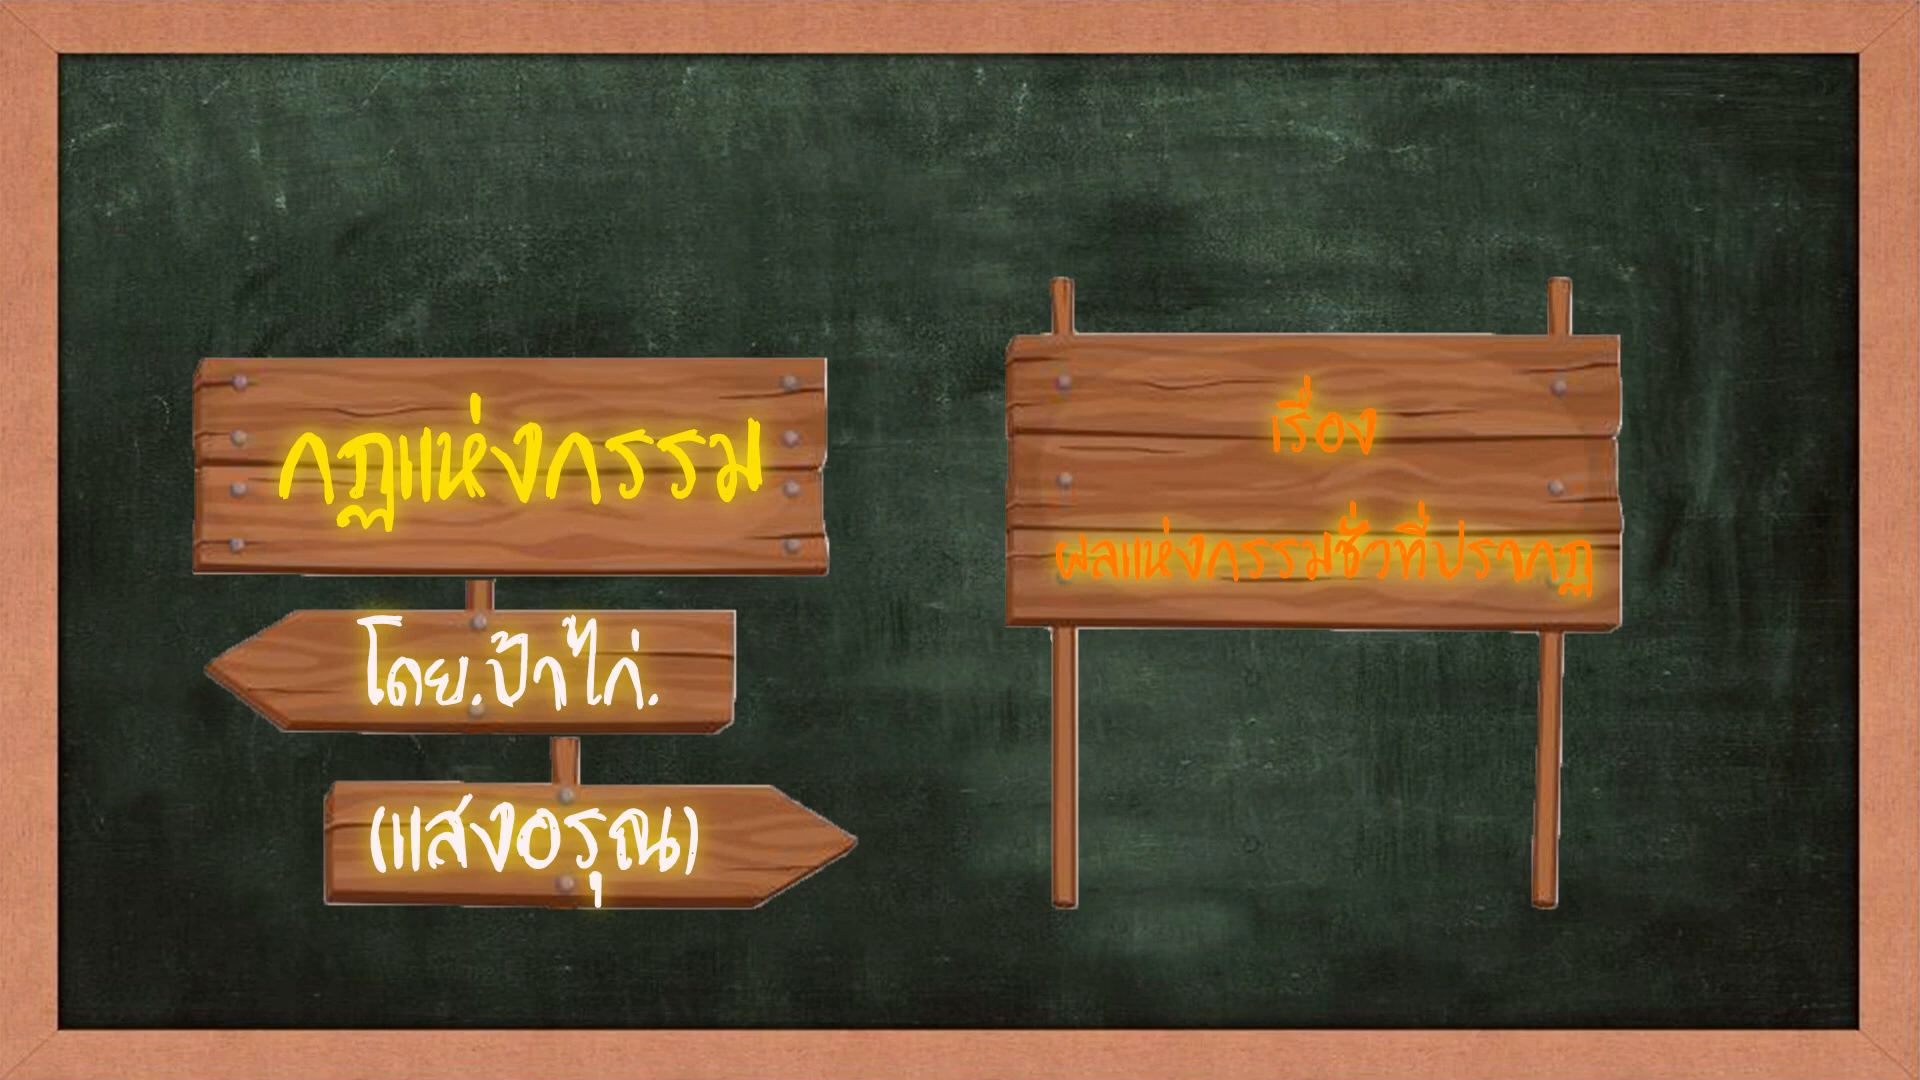 กฏแห่งกรรม
โดย.ป้าไก่.
(แสงอรุณ)
เรื่อง
ผลแห่งกรรมชั่วที่ปรากฏ